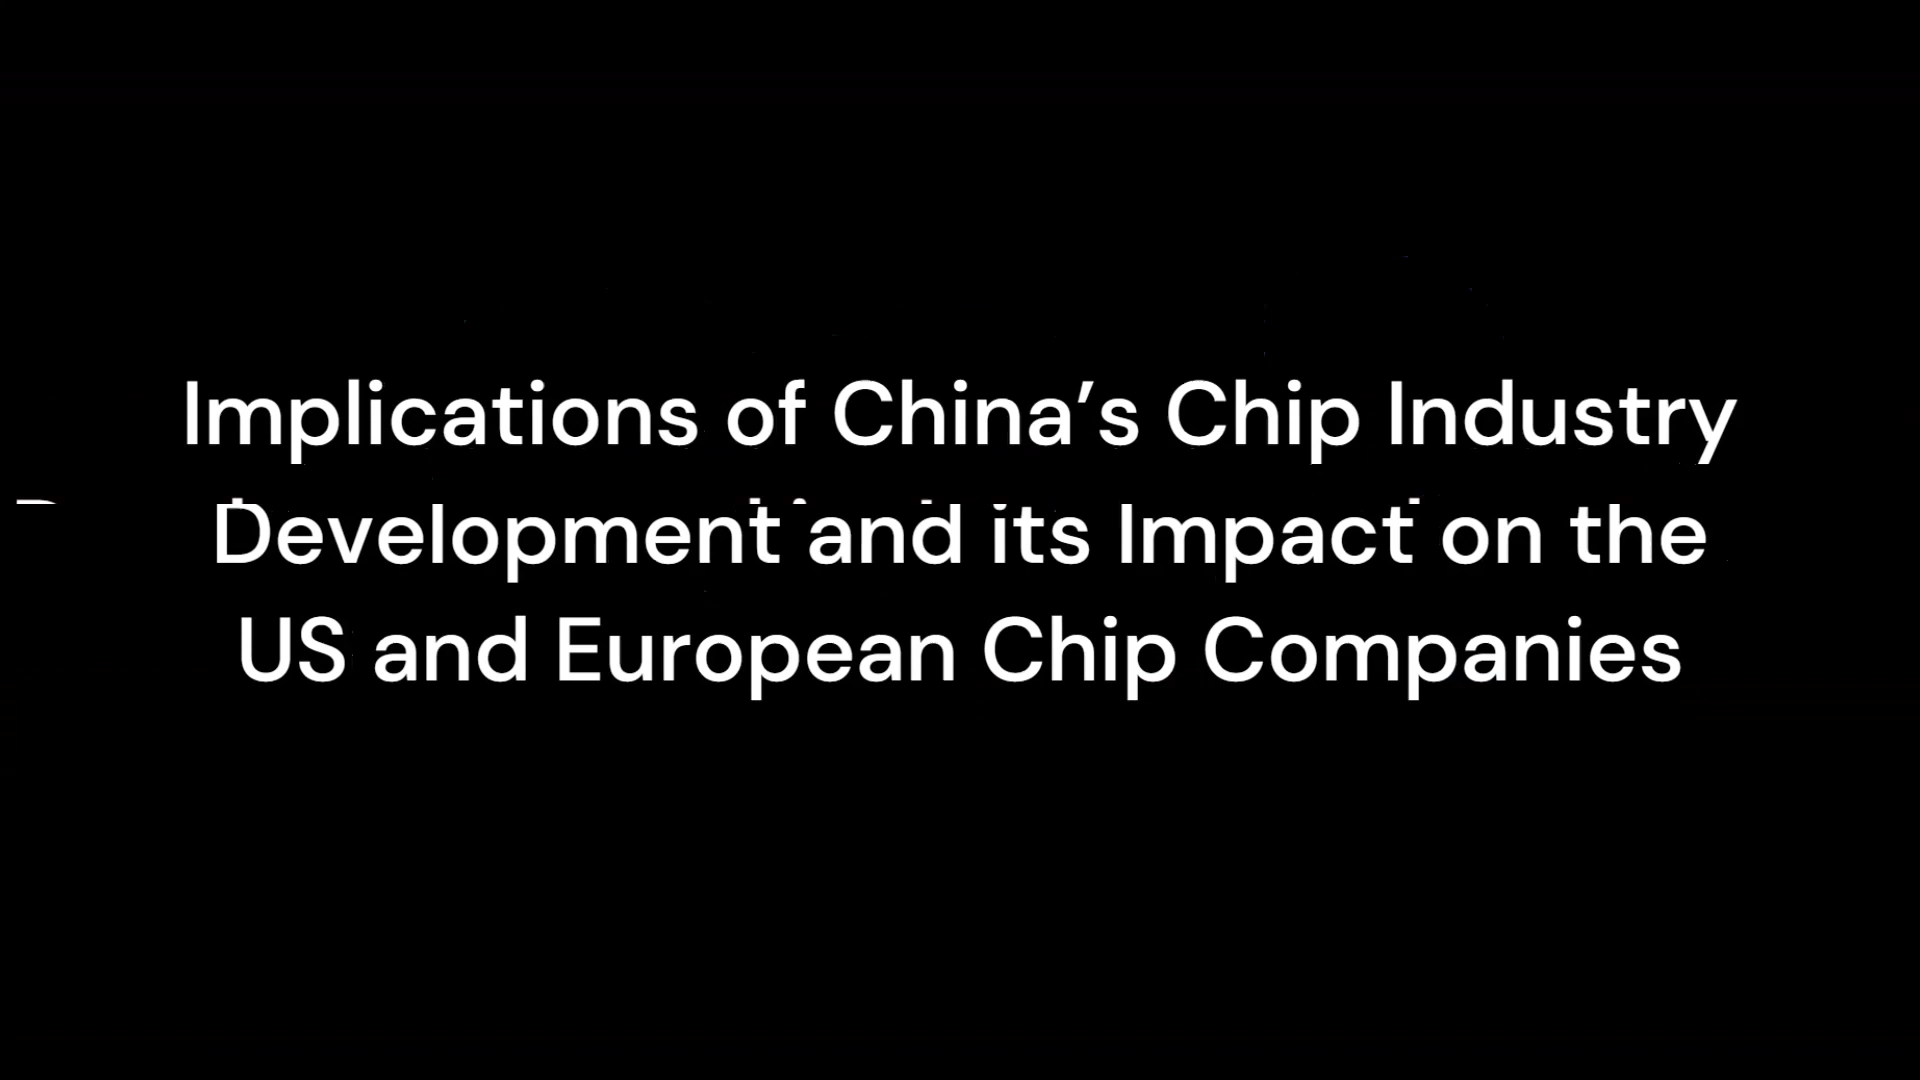 Implications of China’s Chip Industry
Development and its Impact on the
US and European Chip Companies